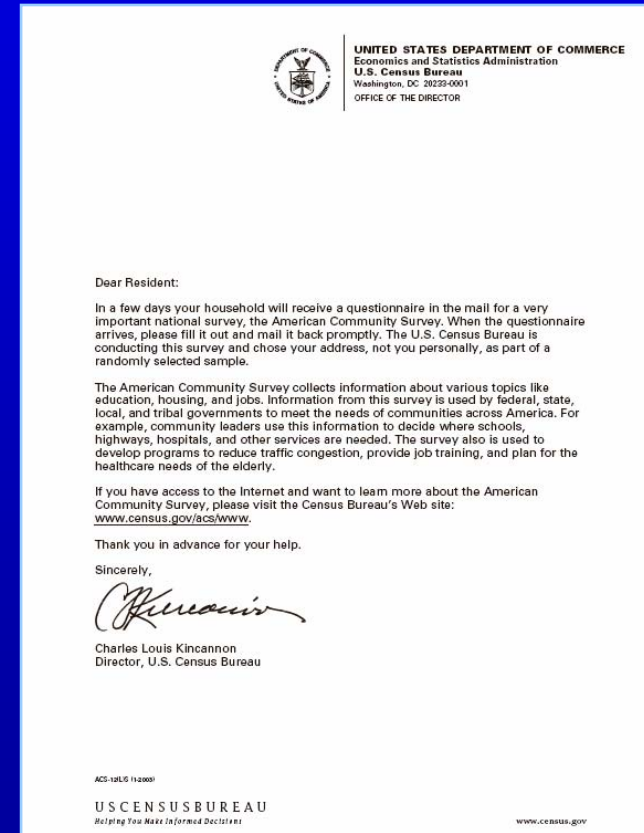 DEPARTMENT OF COMMERCE
UNITED STATES OF AMERICA
UNITED STATES DEPARTMENT OF COMMERCE
Economics and Statistics Administration
U.S. Census Bureau
Washington, DC 20233-0001
OFFICE OF THE DIRECTOR
Dear Resident:
In a few days your household will receive a questionnaire in the mail for a very
important national survey, the American Community Survey. When the questionnaire
arrives, please fill it out and mail it back promptly. The U.S. Census Bureau is
conducting this survey and chose your address, not you personally, as part of a
randomly selected sample.
The American Community Survey collects information about various topics like
education, housing, and jobs. Information from this survey is used by federal, state,
local, and tribal governments to meet the needs of communities across America. For
example, community leaders use this information to decide where schools,
highways, hospitals, and other services are needed. The survey also is used to
develop programs to reduce traffic congestion, provide job training, and plan for the
healthcare needs of the elderly.
If you have access to the Internet and want to learn more about the American
Community Survey, please visit the Census Bureau's Web site:
www.census.gov/acs/www.
Thank you in advance for your help.
Sincerely,
Charles Louis Kincannon
Director, U.S. Census Bureau
USCENSUSBUREAU
Helping You Make Informed Decisions
www.census.gov